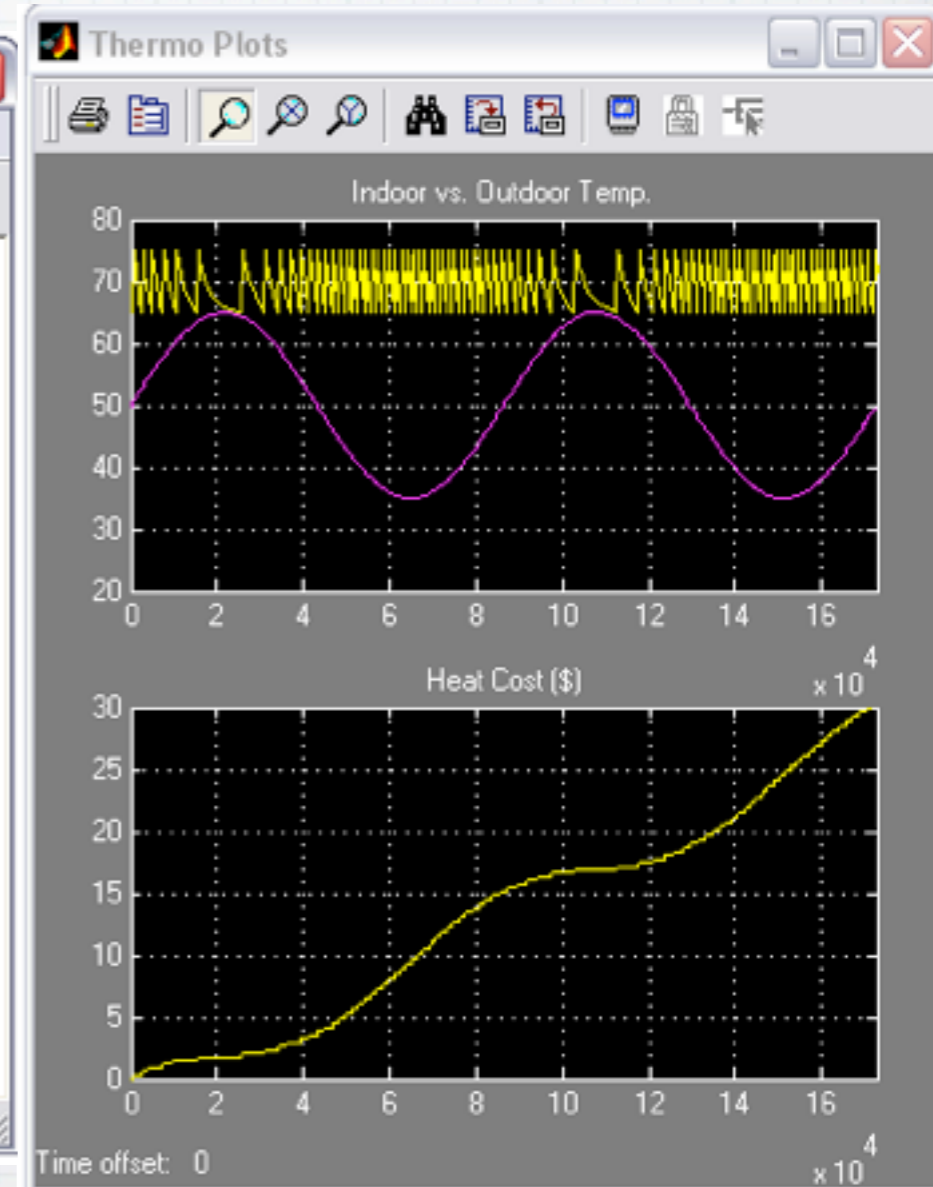 Thermo Plots
Indoor vs. Outdoor Temp.
80
70
60
50
40
30
20
0 2 4 6 8 10 12 14 16
x 10 4
Heat Cost ($)
30
25
20
15
10
5
0
0 2 4 6 8 10 12 14 16
x 10 4
Time offset: 0